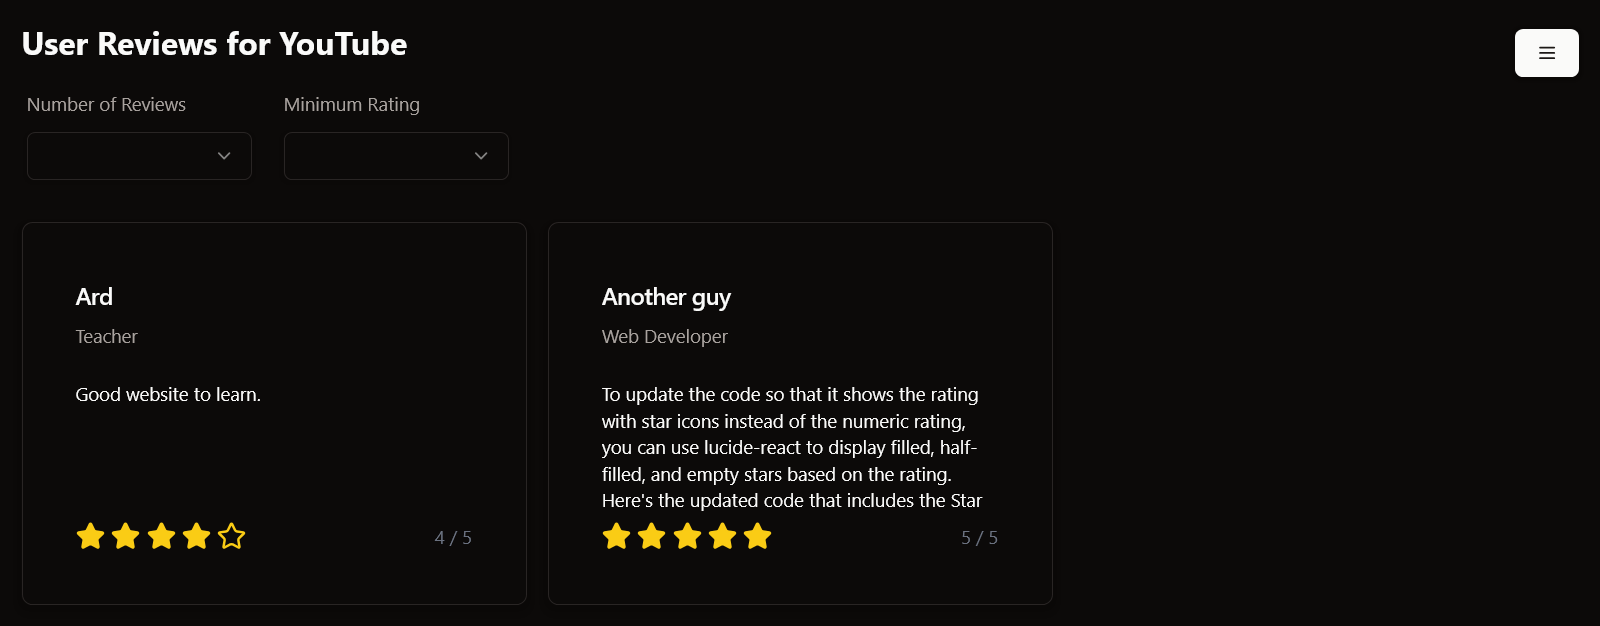 User Reviews for YouTube
Number of Reviews
Minimum Rating
Ard
Teacher
Good website to learn.
4 / 5
Another guy
Web Developer
To update the code so that it shows the rating
with star icons instead of the numeric rating,
you can use lucide-react to display filled, half-
filled, and empty stars based on the rating.
Here's the updated code that includes the Star
5 / 5